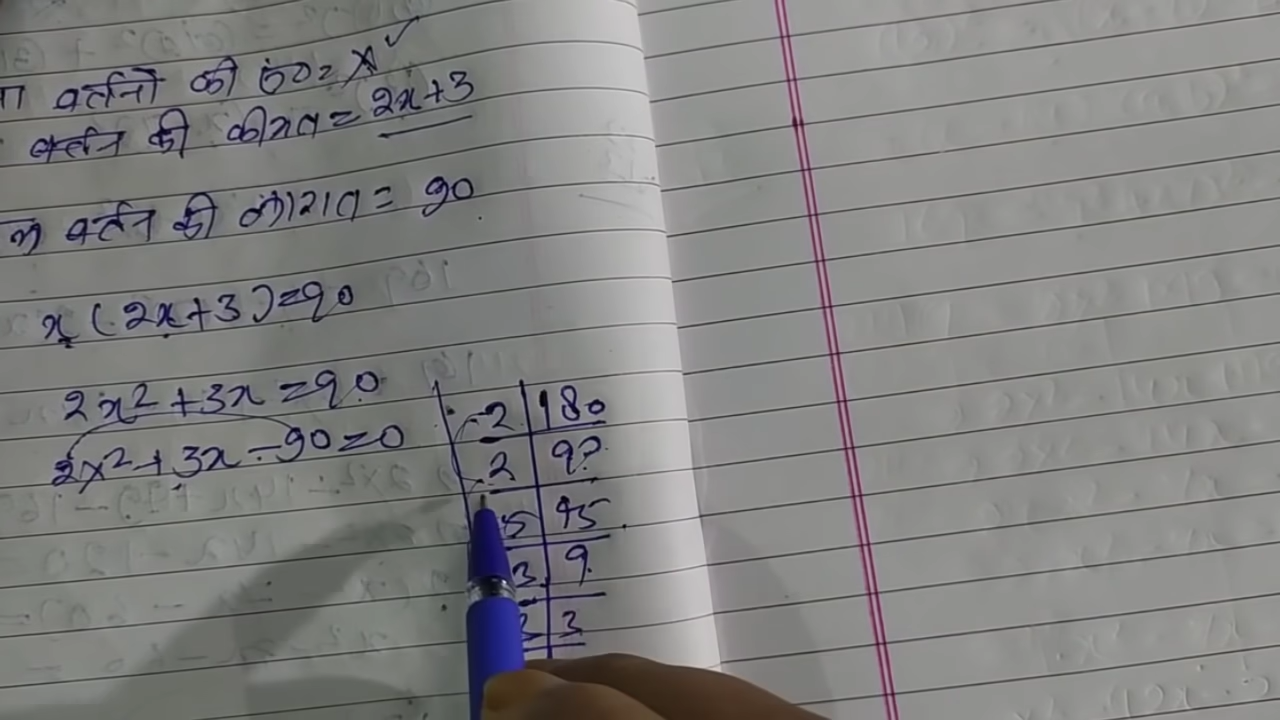 बर्तनों की सं०= x ✓
बर्तन की कीमत = 2x+3
बर्तन की लागत = 90
x(2x+3)=90
2x²+3x=90
2x²+3x-90=0
2 | 180
2 | 90
5 | 45
3 | 9
3 | 3